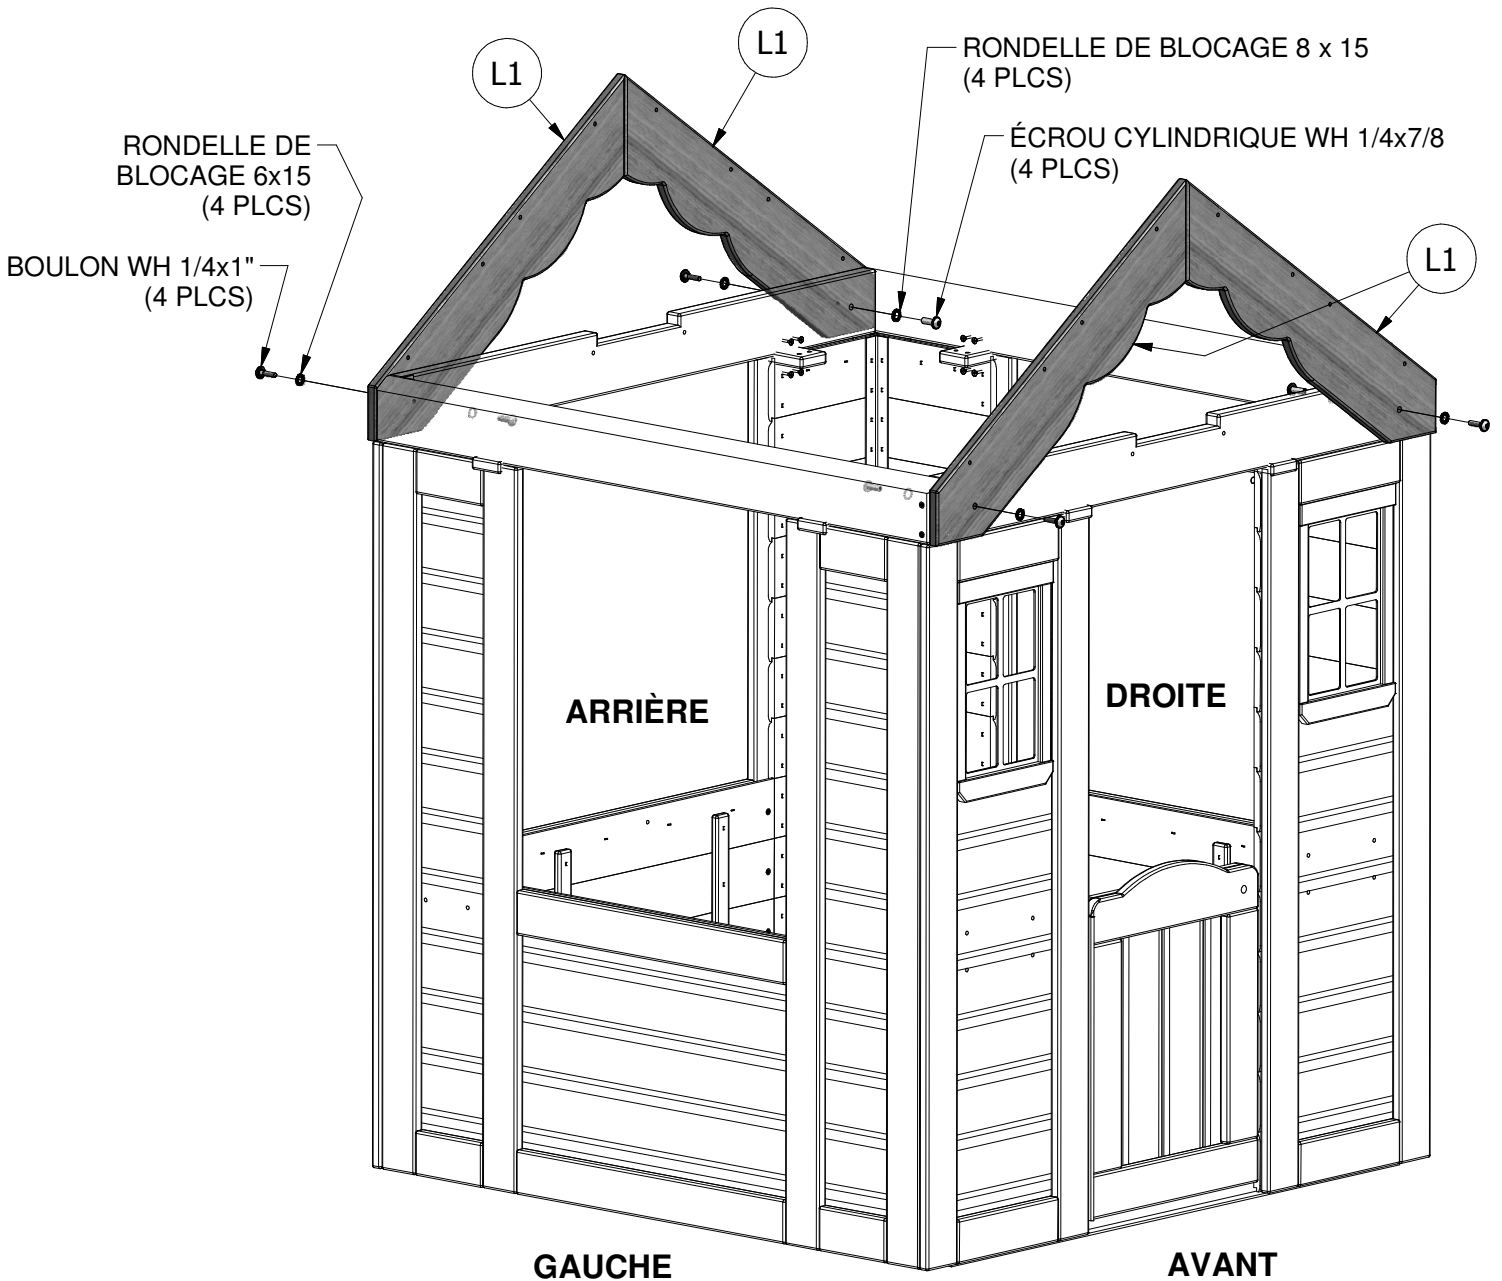 L1
L1
RONDELLE DE BLOCAGE 8 x 15
(4 PLCS)
ÉCROU CYLINDRIQUE WH 1/4x7/8
(4 PLCS)
RONDELLE DE
BLOCAGE 6x15
(4 PLCS)
BOULON WH 1/4x1"
(4 PLCS)
L1
ARRIÈRE
DROITE
GAUCHE
AVANT